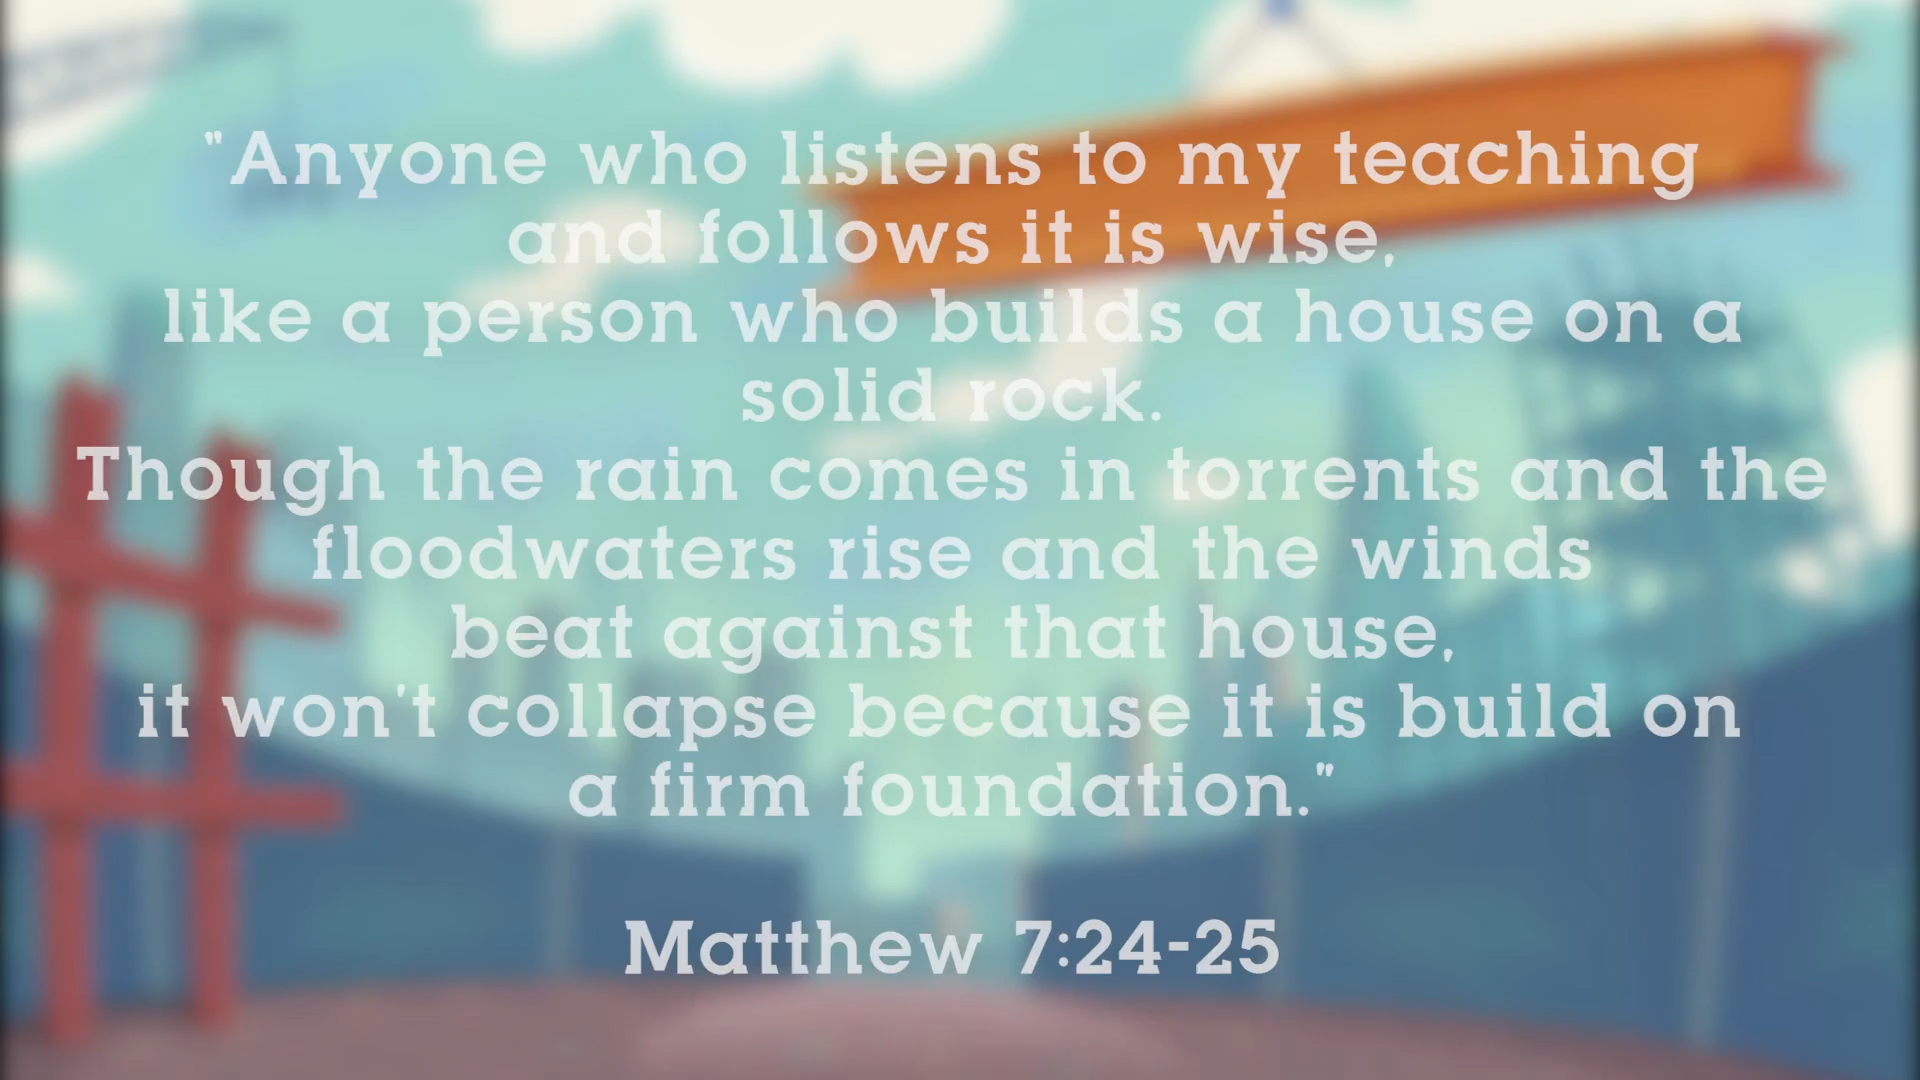 "Anyone who listens to my teaching
and follows it is wise,
like a person who builds a house on a
solid rock.
Though the rain comes in torrents and the
floodwaters rise and the winds
beat against that house,
it won't collapse because it is build on
a firm foundation."
Matthew 7:24-25